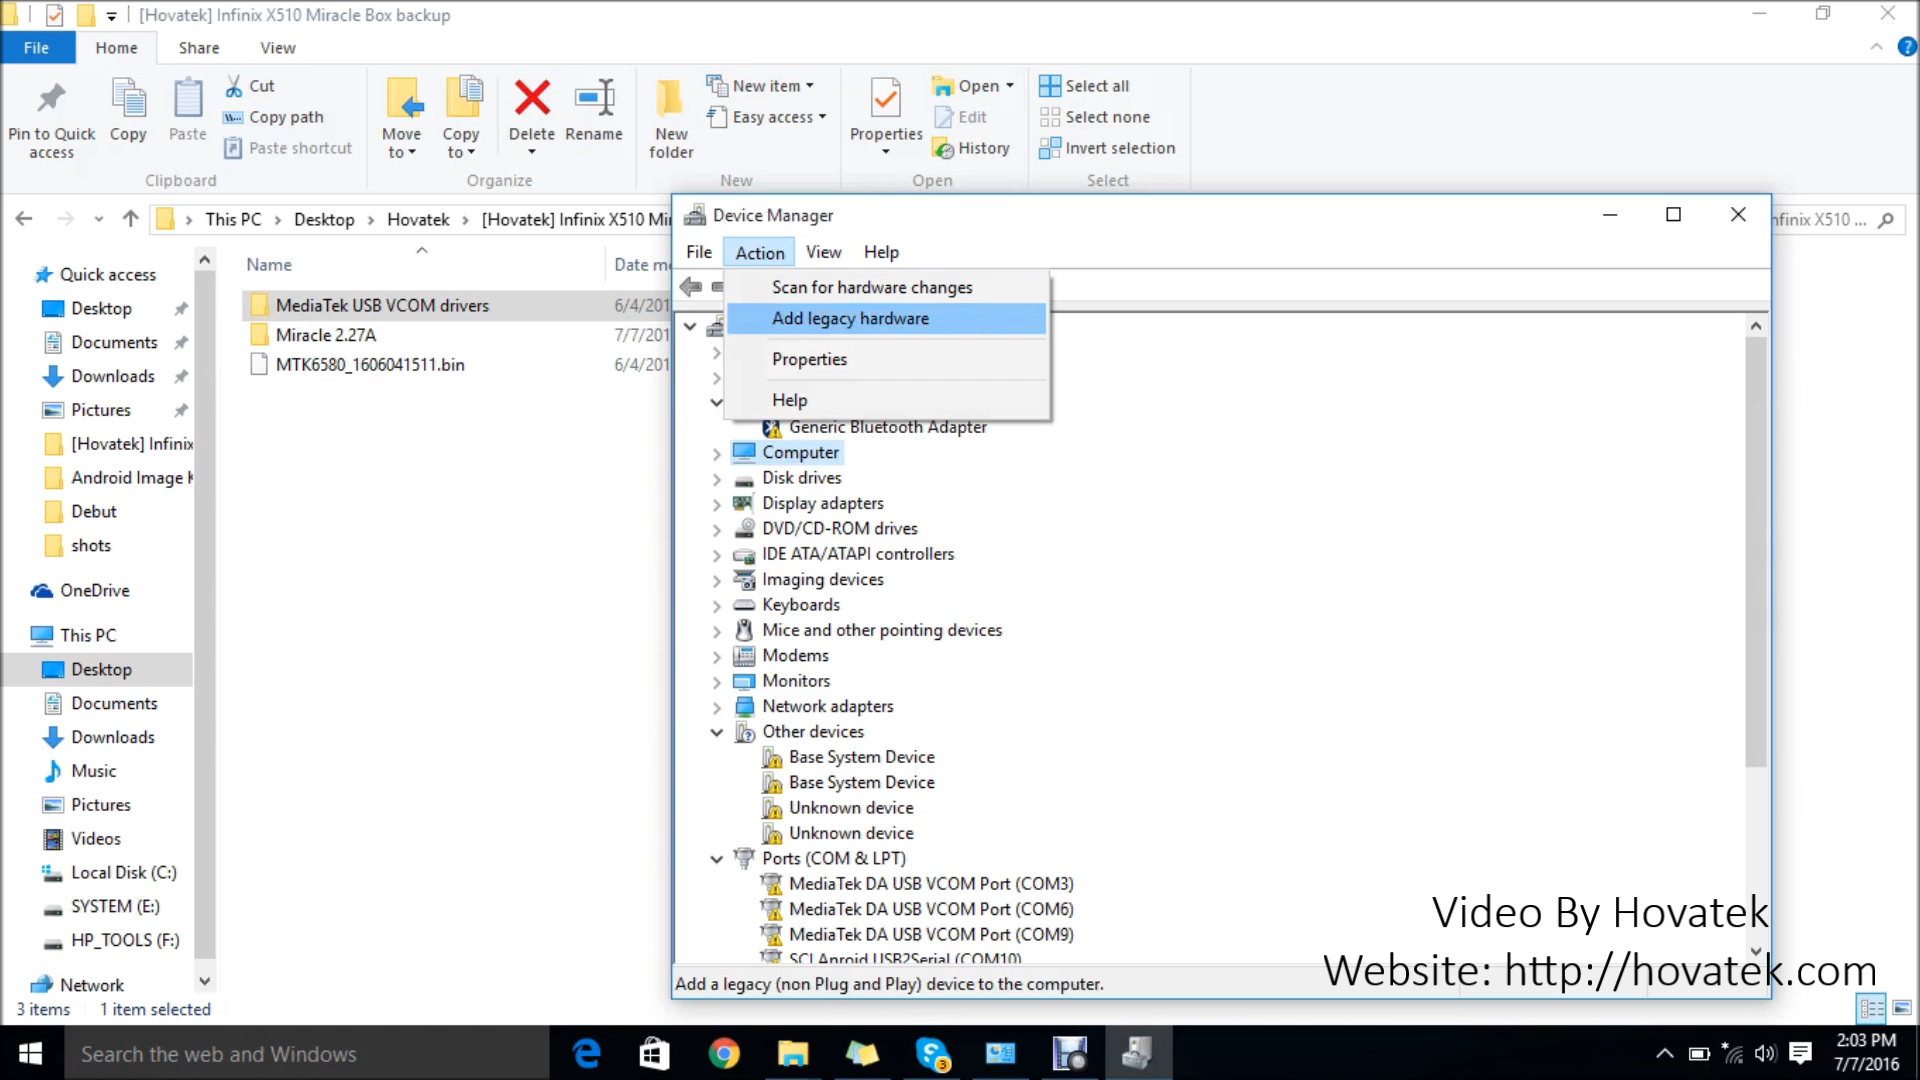 [Hovatek] Infinix X510 Miracle Box backup
File Home Share View
Pin to Quick access
Copy
Paste
Cut
Copy path
Paste shortcut
Clipboard
Move to
Copy to
Delete
Rename
Organize
New folder
New item
Easy access
New
Properties
Open
Edit
History
Open
Select all
Select none
Invert selection
Select
This PC > Desktop > Hovatek > [Hovatek] Infinix X510 Mi
nfinix X510 ...
Name
Date m
Quick access
Desktop
Documents
Downloads
Pictures
[Hovatek] Infinix
Android Image K
Debut
shots
OneDrive
This PC
Desktop
Documents
Downloads
Music
Pictures
Videos
Local Disk (C:)
SYSTEM (E:)
HP_TOOLS (F:)
Network
MediaTek USB VCOM drivers 6/4/201
Miracle 2.27A 7/7/201
MTK6580_1606041511.bin 6/4/201
3 items 1 item selected
Device Manager
File Action View Help
Scan for hardware changes
Add legacy hardware
Properties
Help
Generic Bluetooth Adapter
Computer
Disk drives
Display adapters
DVD/CD-ROM drives
IDE ATA/ATAPI controllers
Imaging devices
Keyboards
Mice and other pointing devices
Modems
Monitors
Network adapters
Other devices
Base System Device
Base System Device
Unknown device
Unknown device
Ports (COM & LPT)
MediaTek DA USB VCOM Port (COM3)
MediaTek DA USB VCOM Port (COM6)
MediaTek DA USB VCOM Port (COM9)
SCI Anroid USB2Serial (COM10)
Add a legacy (non Plug and Play) device to the computer.
Video By Hovatek
Website: http://hovatek.com
Search the web and Windows
3
2:03 PM
7/7/2016